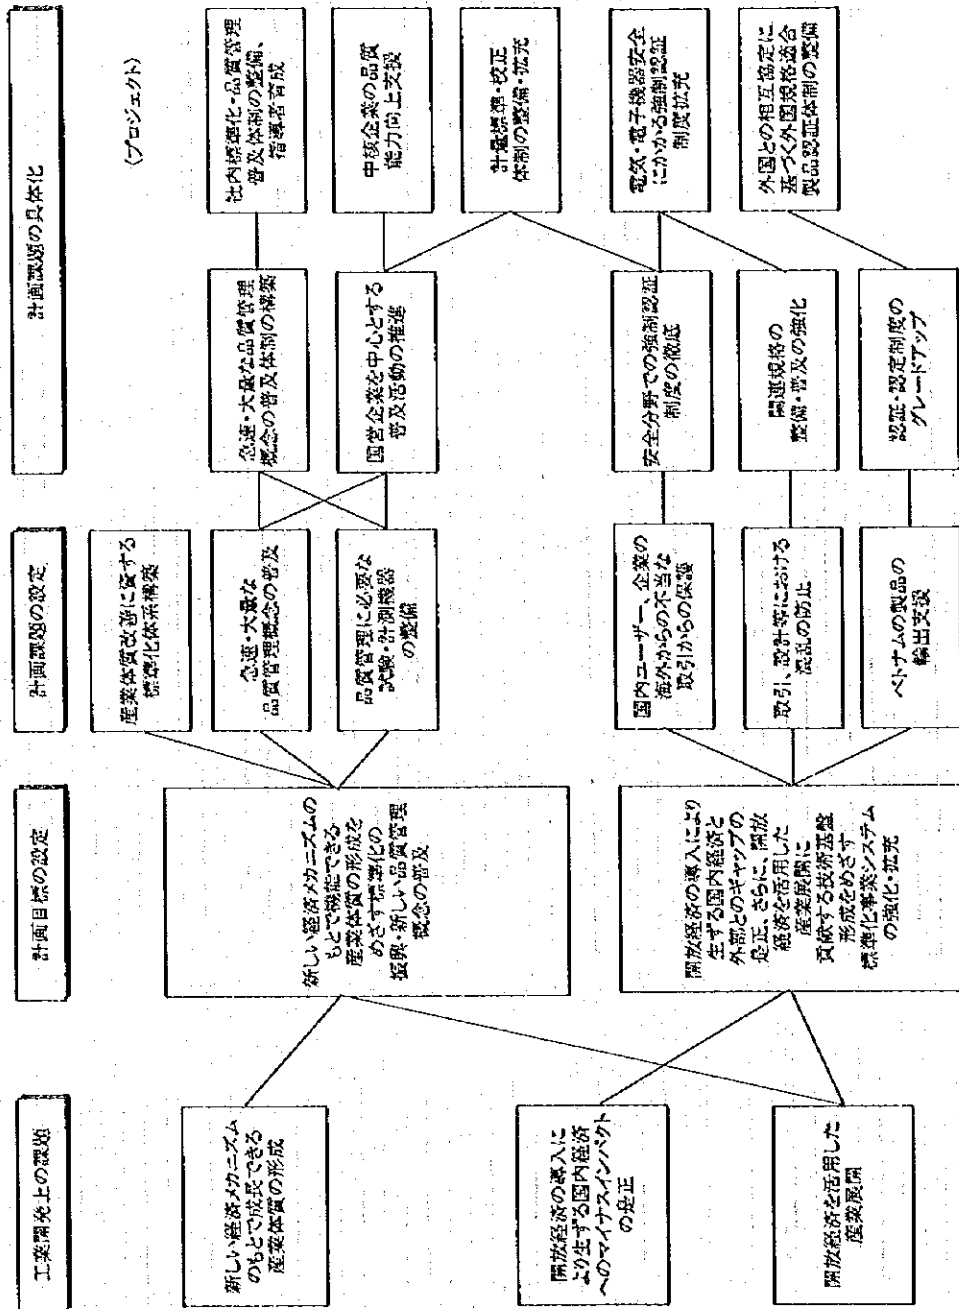 工業開発上の課題
計画目標の設定
計画課題の設定
計画課題の具体化
(プロジェクト)
新しい経済メカニズム
のもとで成長できる
産業体質の形成
開放経済の導入に
より生ずる国内経済
へのマイナスインパクト
の是正
開放経済を活用した
産業展開
新しい経済メカニズムの
もとで機能できる
産業体質の形成を
めざす標準化の
振興・新しい品質管理
概念の普及
開放経済の導入により
生ずる国内経済と
外部とのギャップの
是正、さらに、開放
経済を活用した
産業展開に
貢献する技術基盤
形成をめざす
標準化事業システム
の強化・拡充
産業体質改善に資する
標準化体系構築
急速・大量な
品質管理概念の普及
品質管理に必要な
試験・計測機器
の整備
国内ユーザー、企業の
海外からの不当な
取引からの保護
取引、設計等における
混乱の防止
ベトナムの製品の
輸出支援
急速・大量な品質管理
概念の普及体制の構築
国営企業を中心とする
普及活動の推進
安全分野での強制認証
制度の徹底
関連規格の
整備・普及の強化
認証・認定制度の
グレードアップ
社内標準化・品質管理
普及体制の整備、
指導者育成
中核企業の品質
能力向上支援
計量標準・校正
体制の整備・拡充
電気・電子機器安全
にかかる強制認証
制度拡充
外国との相互協定に
基づく外国規格適合
製品認証体制の整備